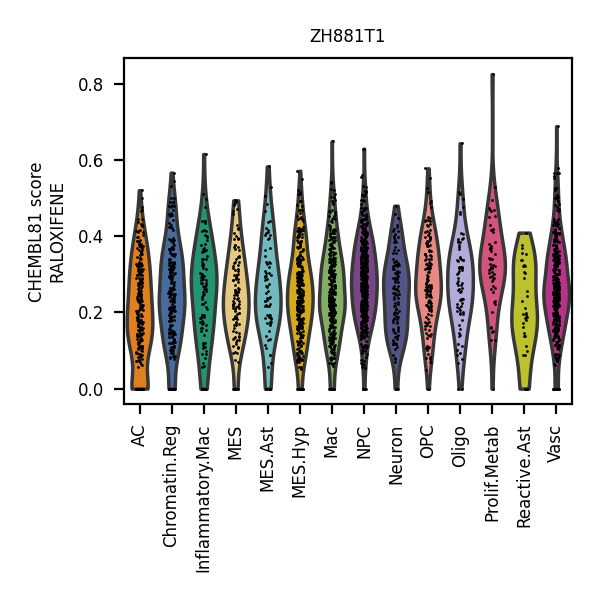 ZH881T1
CHEMBL81 score
RALOXIFENE
0.8
0.6
0.4
0.2
0.0
AC
Chromatin.Reg
Inflammatory.Mac
MES
MES.Ast
MES.Hyp
Mac
NPC
Neuron
OPC
Oligo
Prolif.Metab
Reactive.Ast
Vasc